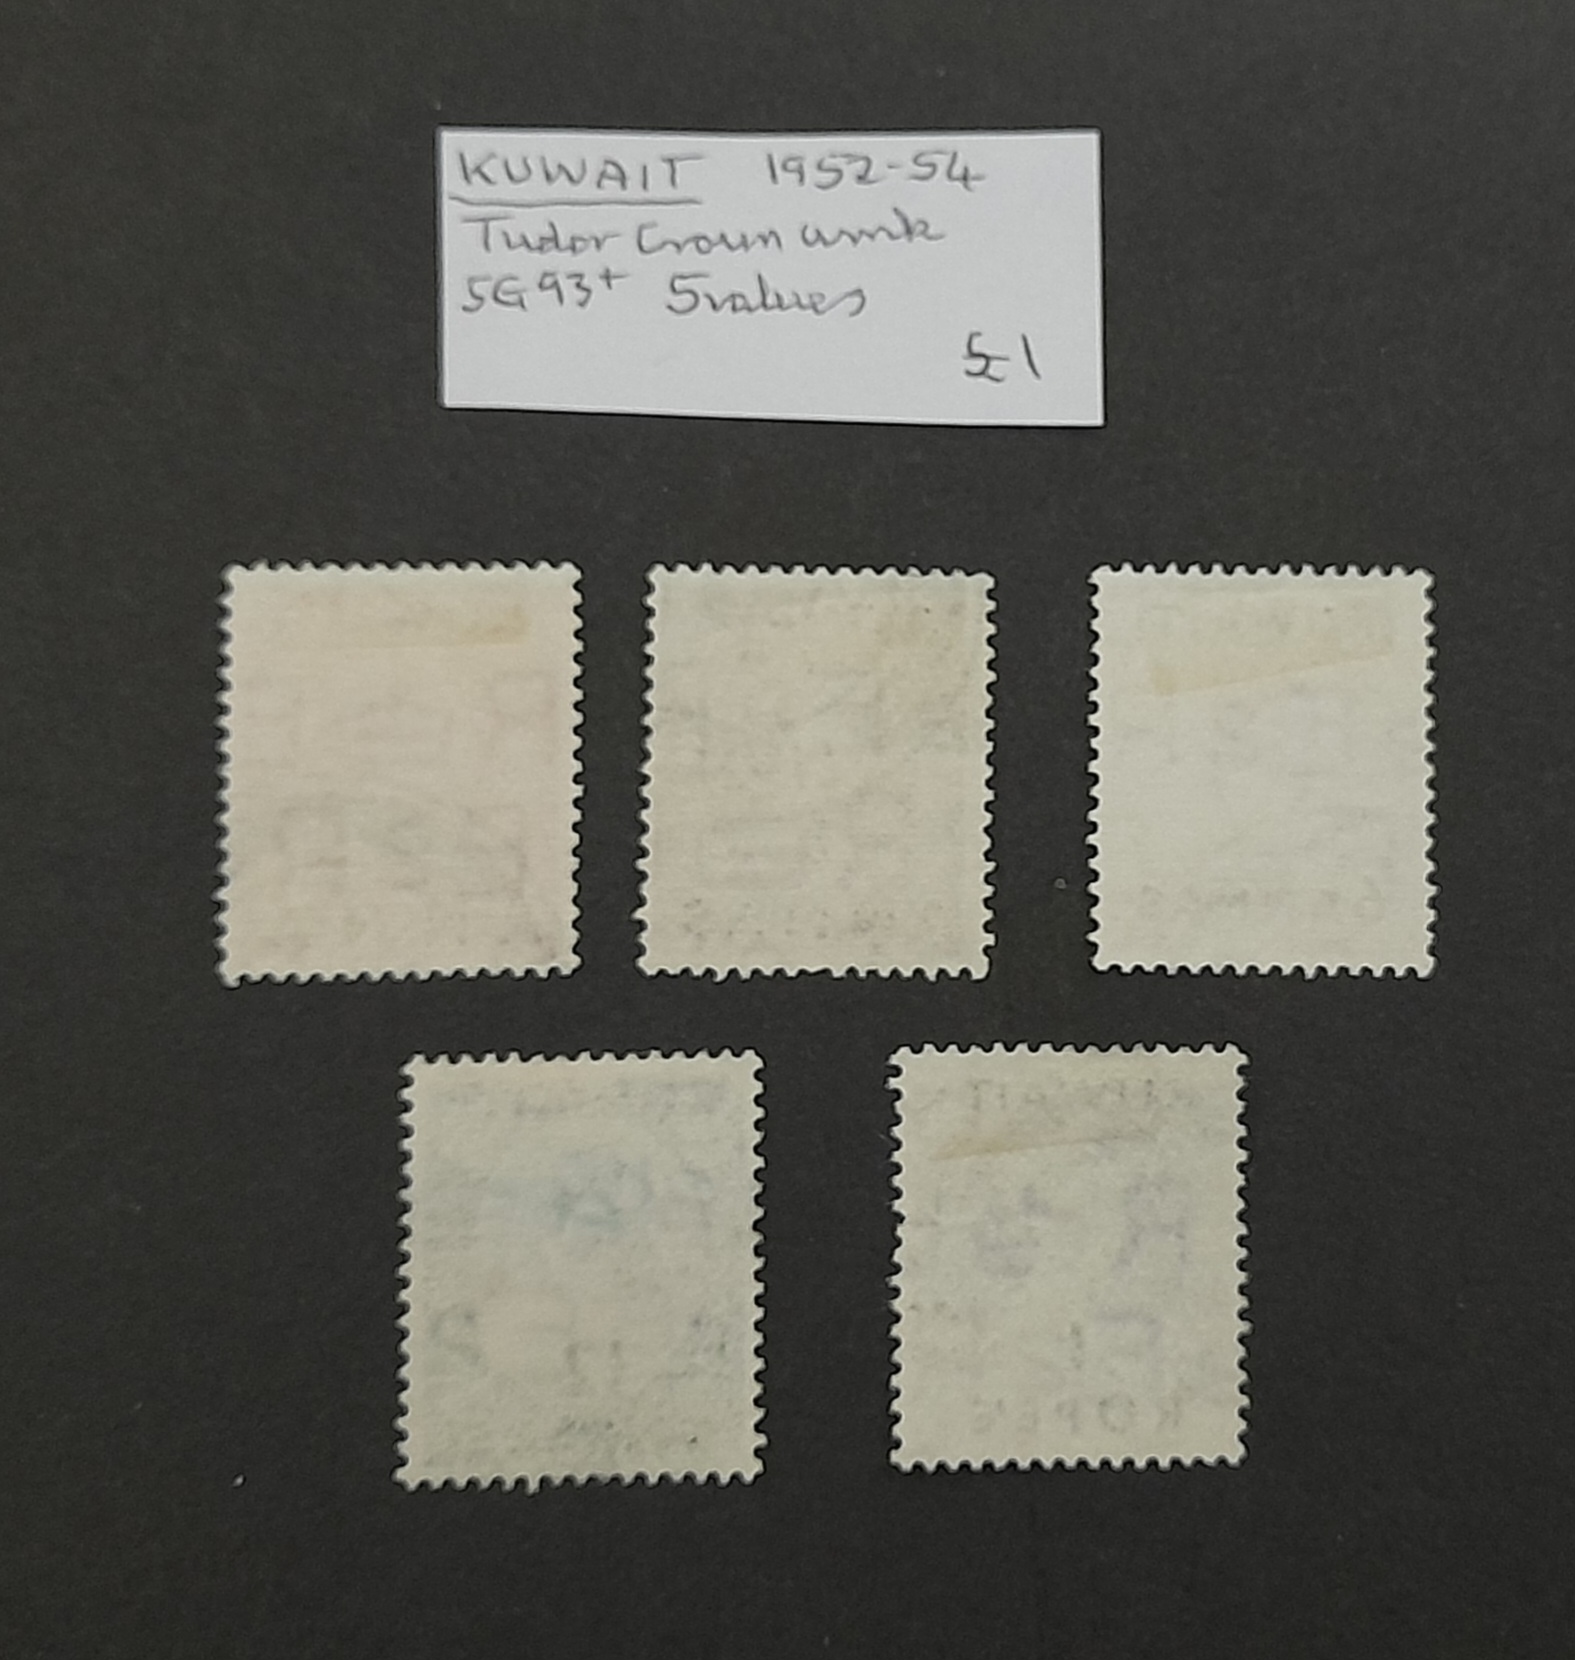 KUWAIT 1952-54
Tudor Crown wmk
SG93+ 5 values
£1